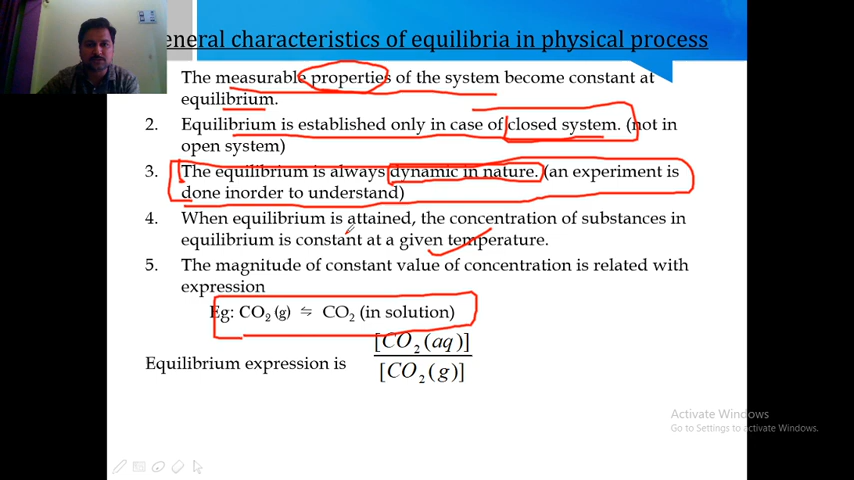 eneral characteristics of equilibria in physical process
The measurable properties of the system become constant at
equilibrium.
2. Equilibrium is established only in case of closed system. (not in
open system)
3. The equilibrium is always dynamic in nature. (an experiment is
done inorder to understand)
4. When equilibrium is attained, the concentration of substances in
equilibrium is constant at a given temperature.
5. The magnitude of constant value of concentration is related with
expression
Eg: CO₂ (g) ⇋ CO₂ (in solution)
Equilibrium expression is [CO₂(aq)] / [CO₂(g)]
Activate Windows
Go to Settings to activate Windows.